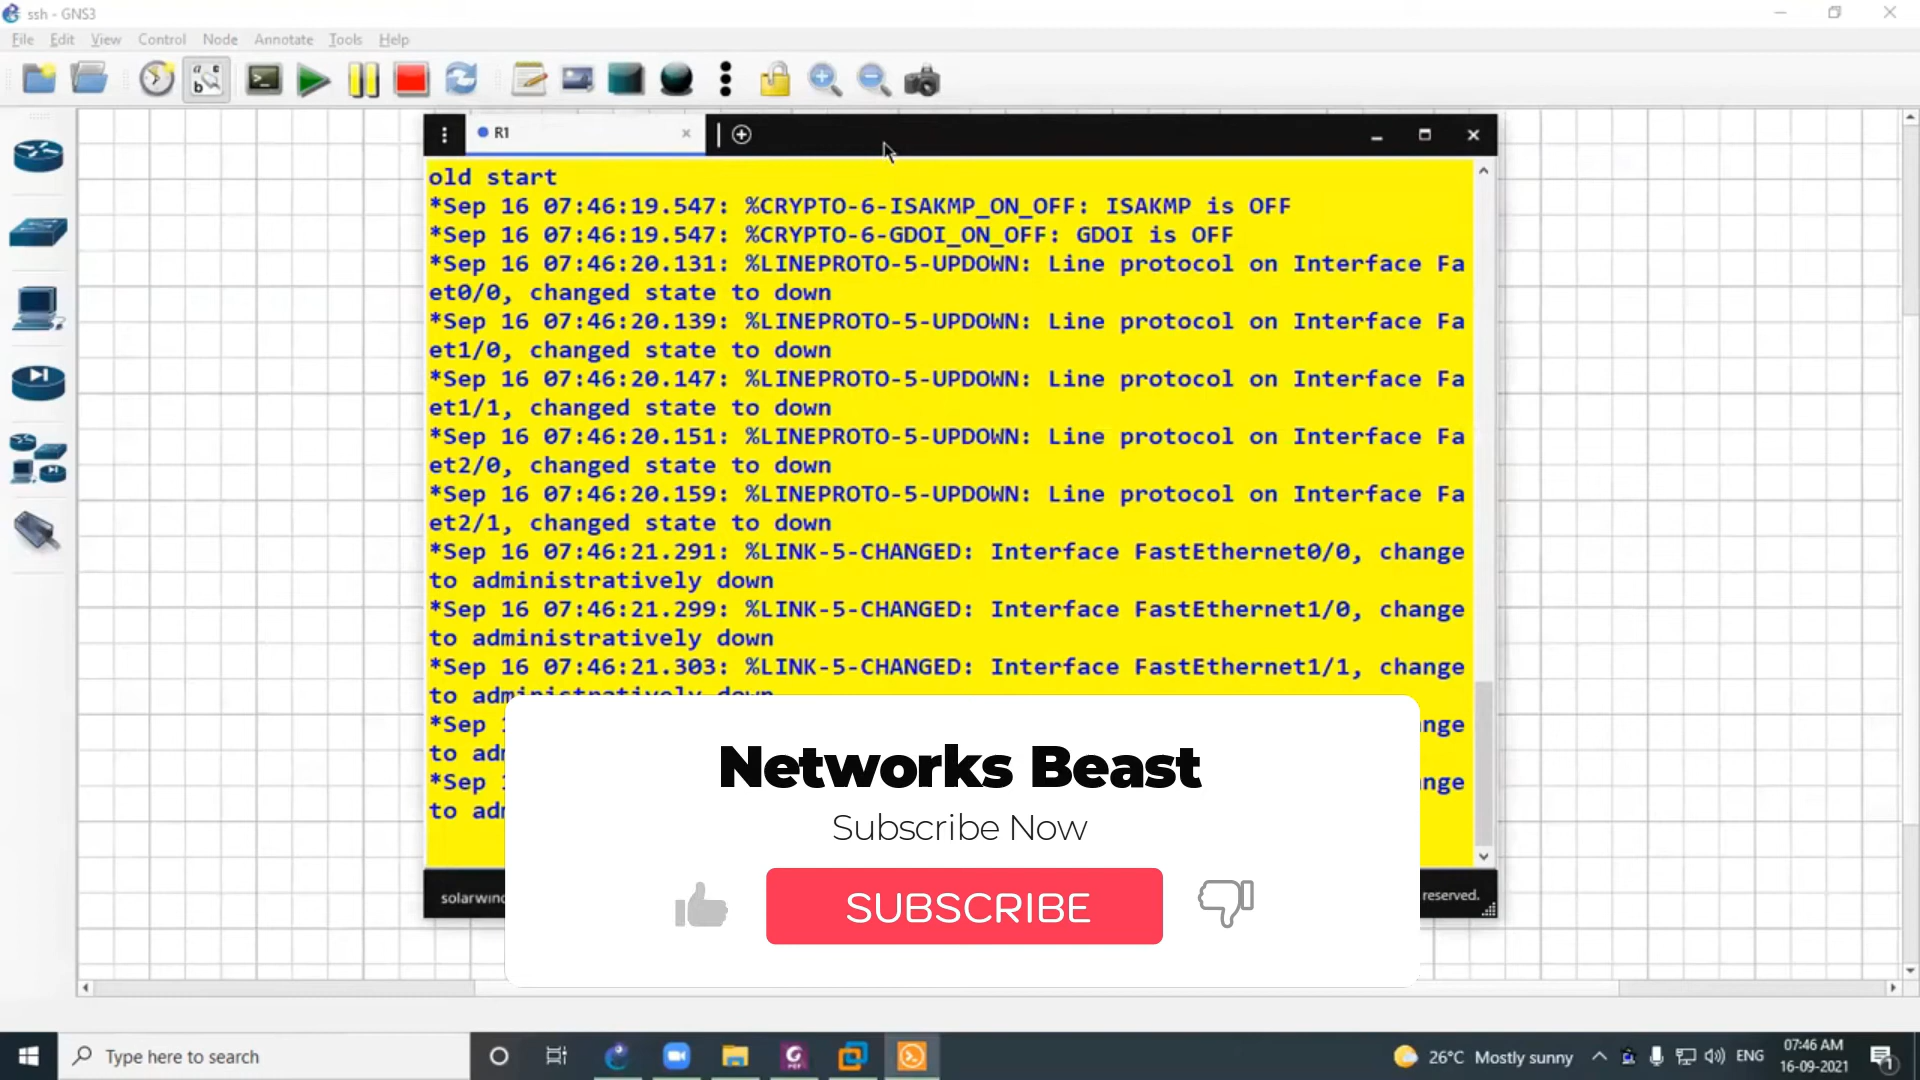 ssh - GNS3
File Edit View Control Node Annotate Tools Help
R1
old start
*Sep 16 07:46:19.547: %CRYPTO-6-ISAKMP_ON_OFF: ISAKMP is OFF
*Sep 16 07:46:19.547: %CRYPTO-6-GDOI_ON_OFF: GDOI is OFF
*Sep 16 07:46:20.131: %LINEPROTO-5-UPDOWN: Line protocol on Interface Fa
et0/0, changed state to down
*Sep 16 07:46:20.139: %LINEPROTO-5-UPDOWN: Line protocol on Interface Fa
et1/0, changed state to down
*Sep 16 07:46:20.147: %LINEPROTO-5-UPDOWN: Line protocol on Interface Fa
et1/1, changed state to down
*Sep 16 07:46:20.151: %LINEPROTO-5-UPDOWN: Line protocol on Interface Fa
et2/0, changed state to down
*Sep 16 07:46:20.159: %LINEPROTO-5-UPDOWN: Line protocol on Interface Fa
et2/1, changed state to down
*Sep 16 07:46:21.291: %LINK-5-CHANGED: Interface FastEthernet0/0, change
to administratively down
*Sep 16 07:46:21.299: %LINK-5-CHANGED: Interface FastEthernet1/0, change
to administratively down
*Sep 16 07:46:21.303: %LINK-5-CHANGED: Interface FastEthernet1/1, change
to administratively down
*Sep 1 nge
to adm
*Sep 1 nge
to adm
Networks Beast
Subscribe Now
SUBSCRIBE
solarwind reserved.
Type here to search
26°C Mostly sunny
ENG
07:46 AM
16-09-2021
1